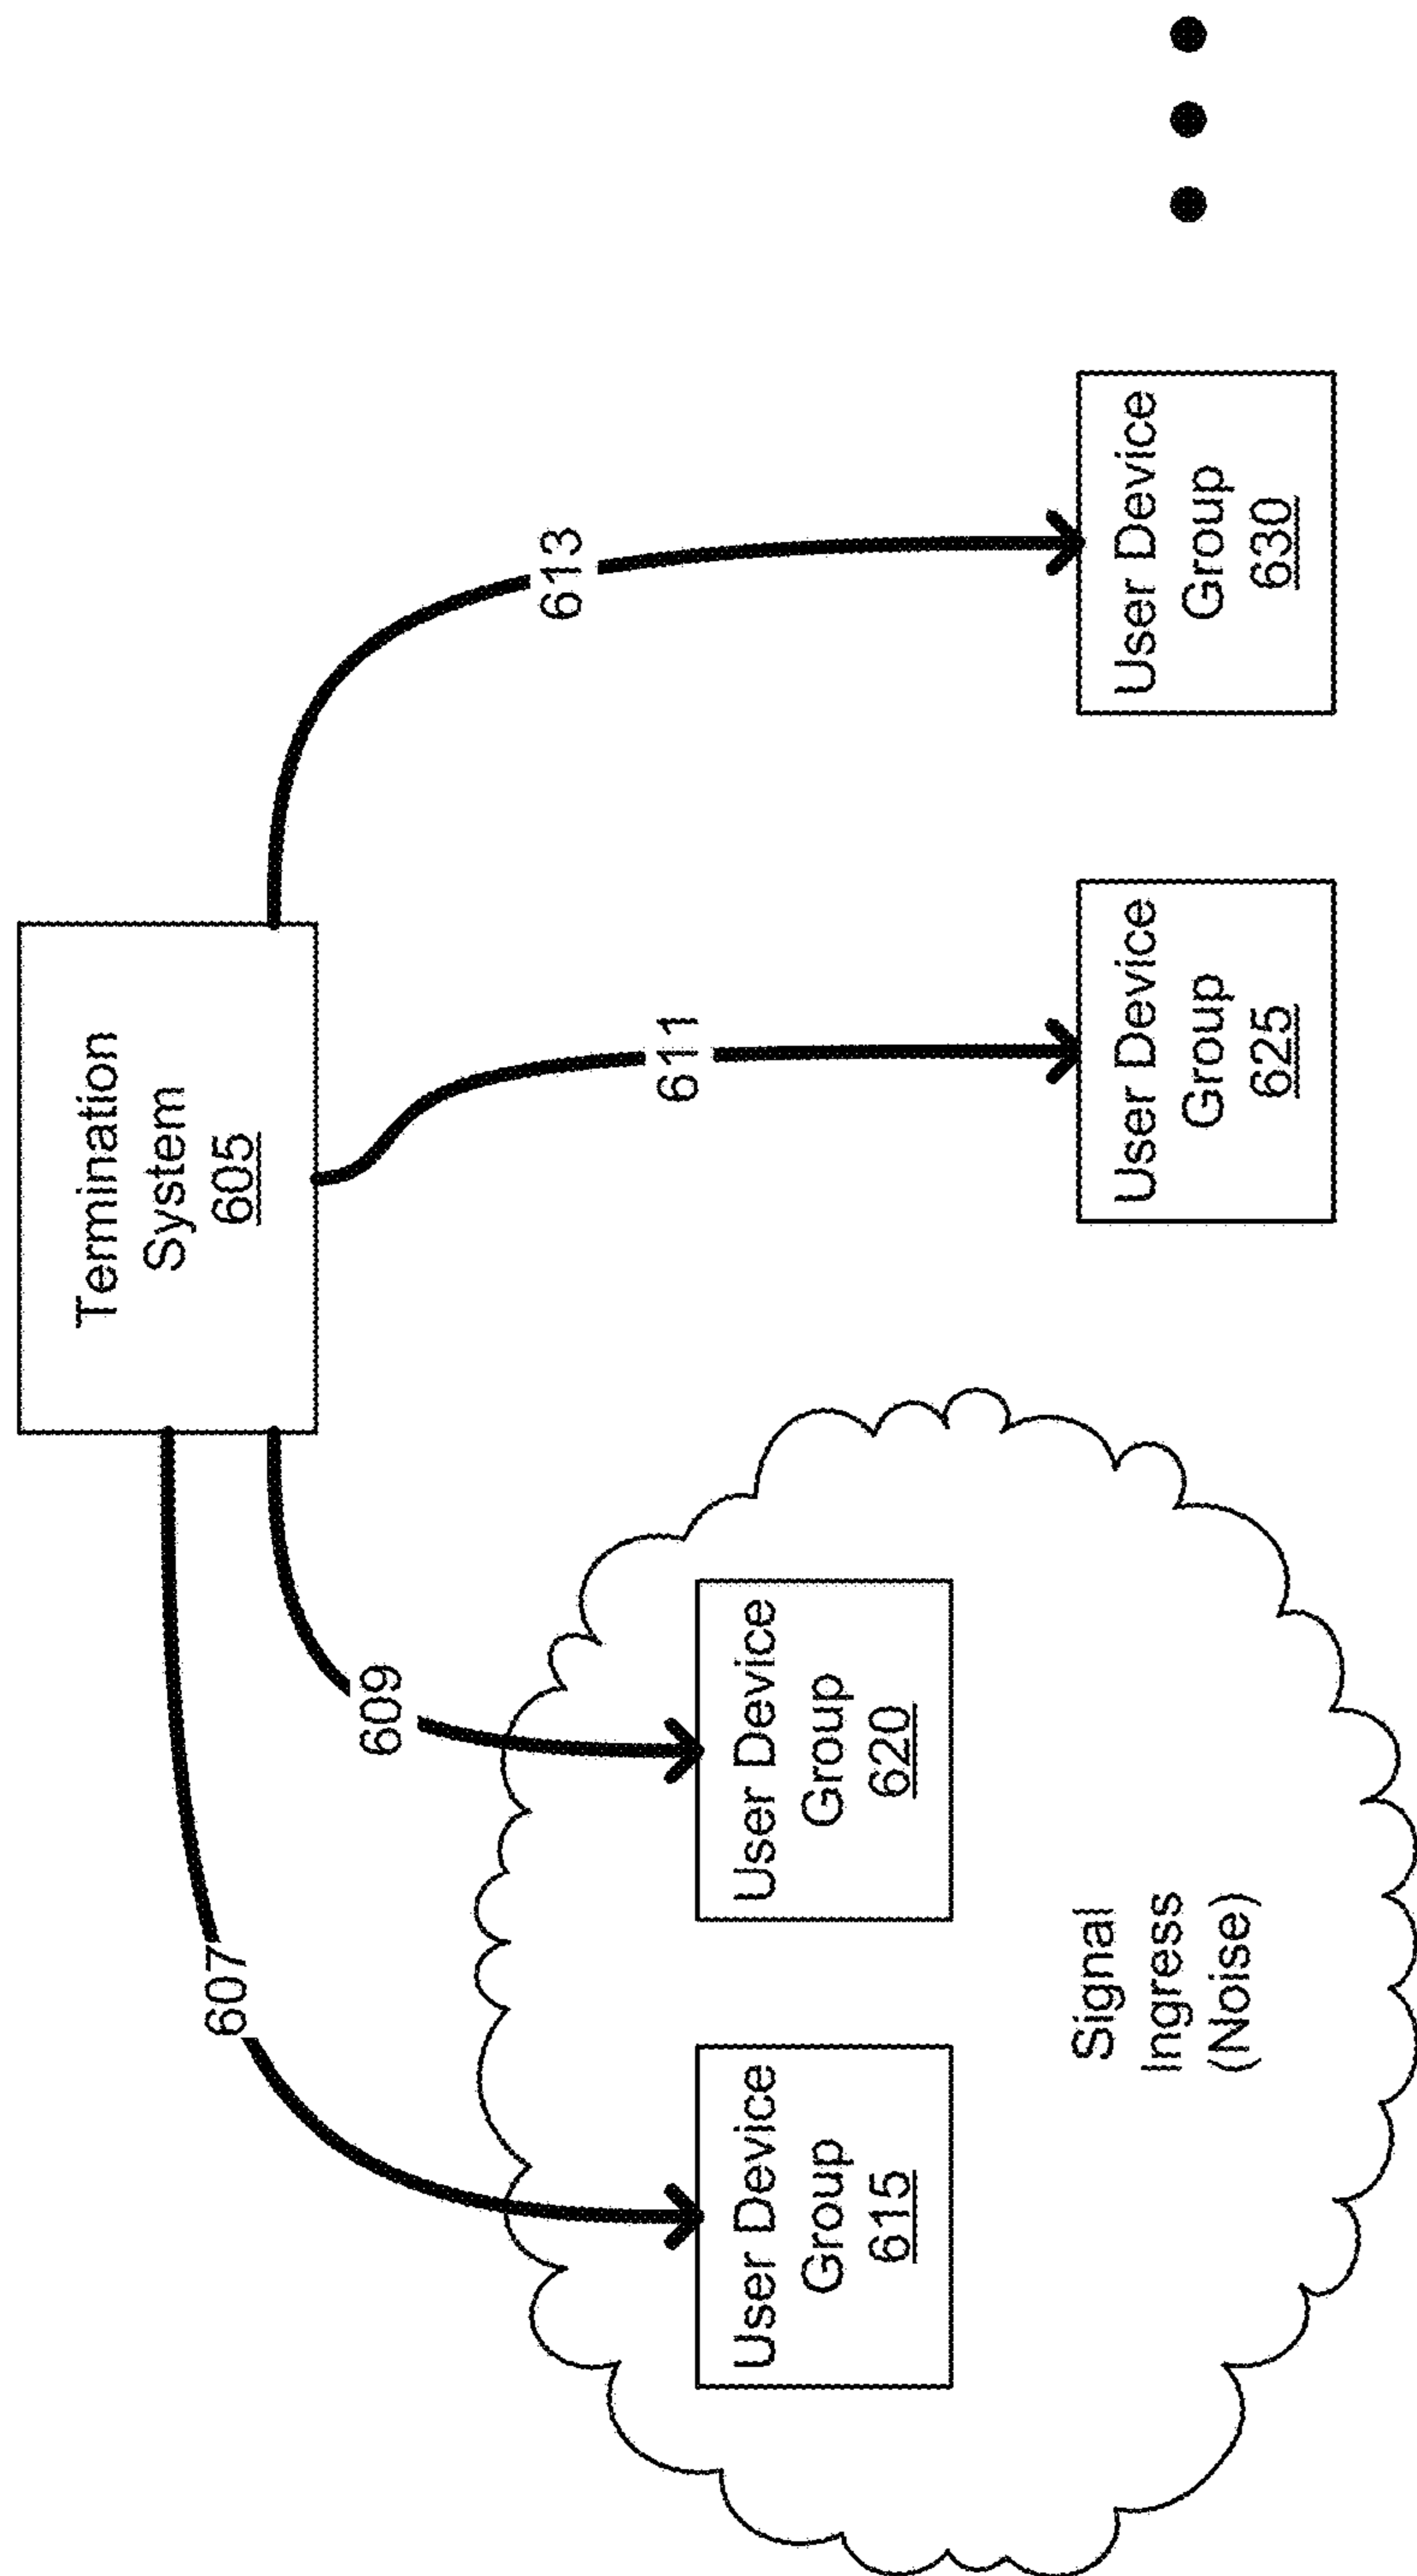 Termination
System
605
607
609
611
613
User Device
Group
615
User Device
Group
620
User Device
Group
625
User Device
Group
630
Signal
Ingress
(Noise)